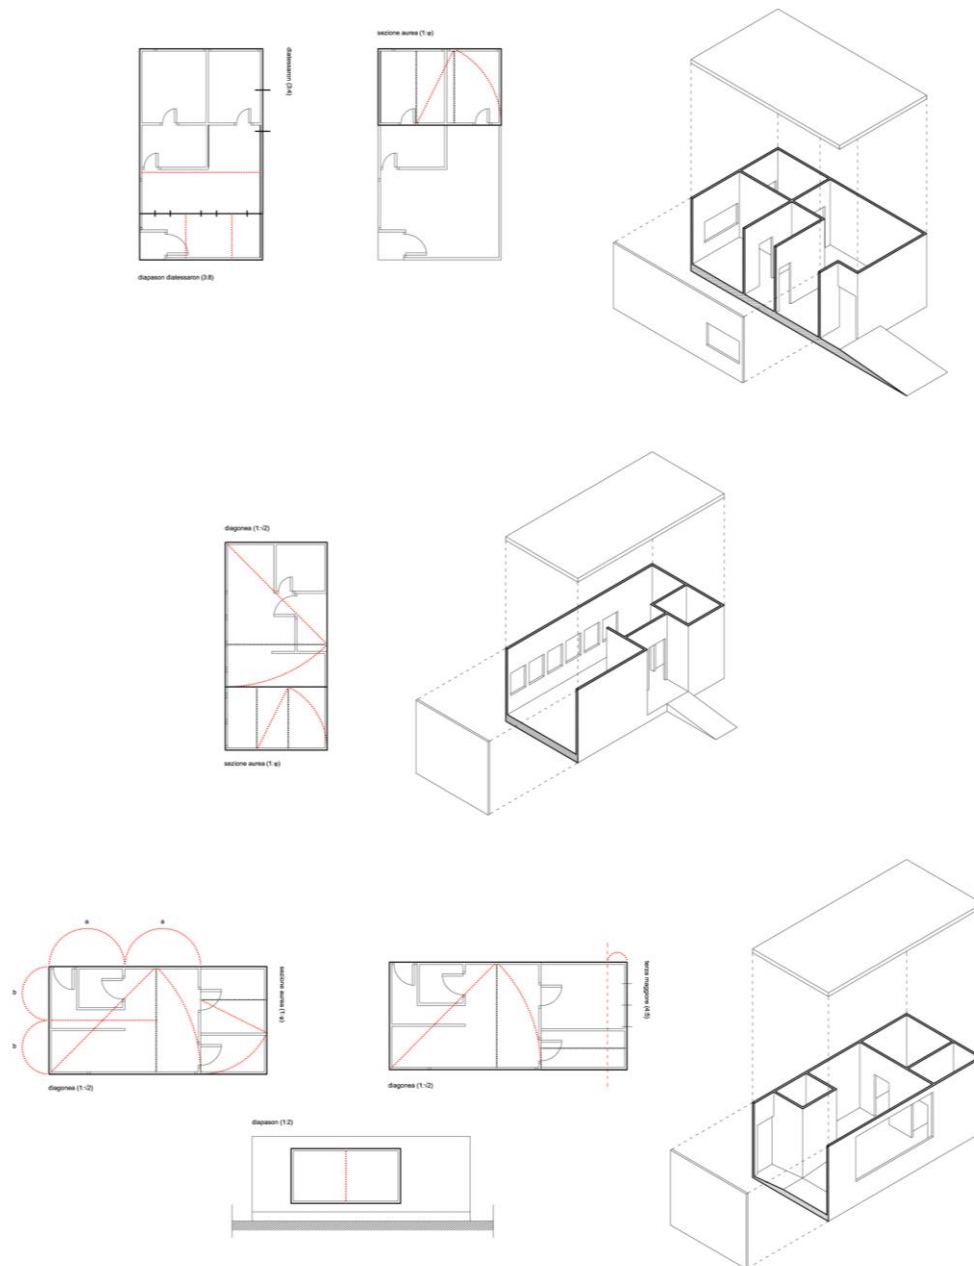 sezione aurea (1:φ)
diatessaron (3:4)
diapason diatessaron (3:8)
diagonea (1:√2)
sezione aurea (1:φ)
a
a
b
b
sezione aurea (1:φ)
diagonea (1:√2)
terza maggiore (4:5)
diagonea (1:√2)
diapason (1:2)